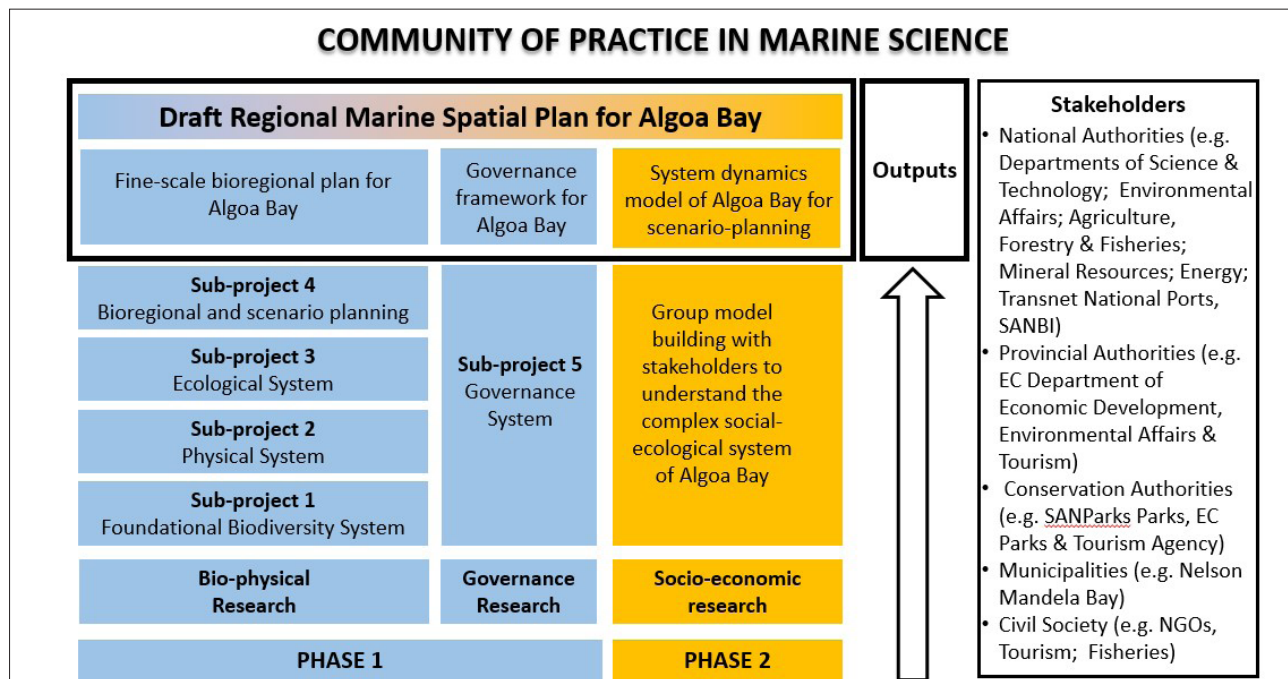 COMMUNITY OF PRACTICE IN MARINE SCIENCE
Draft Regional Marine Spatial Plan for Algoa Bay
Fine-scale bioregional plan for
Algoa Bay
Governance
framework for
Algoa Bay
System dynamics
model of Algoa Bay for
scenario-planning
Outputs
Sub-project 4
Bioregional and scenario planning
Sub-project 3
Ecological System
Sub-project 2
Physical System
Sub-project 1
Foundational Biodiversity System
Sub-project 5
Governance
System
Group model
building with
stakeholders to
understand the
complex social-
ecological system
of Algoa Bay
Bio-physical
Research
Governance
Research
Socio-economic
research
PHASE 1
PHASE 2
Stakeholders
• National Authorities (e.g.
Departments of Science &
Technology; Environmental
Affairs; Agriculture,
Forestry & Fisheries;
Mineral Resources; Energy;
Transnet National Ports,
SANBI)
• Provincial Authorities (e.g.
EC Department of
Economic Development,
Environmental Affairs &
Tourism)
• Conservation Authorities
(e.g. SANParks Parks, EC
Parks & Tourism Agency)
• Municipalities (e.g. Nelson
Mandela Bay)
• Civil Society (e.g. NGOs,
Tourism; Fisheries)